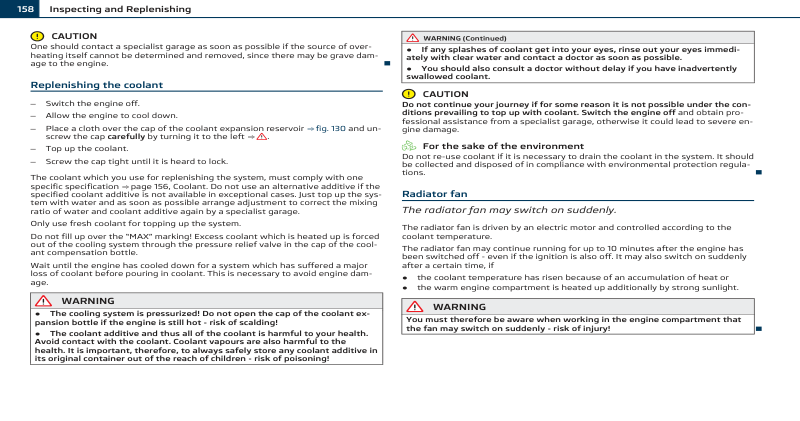 158 Inspecting and Replenishing
CAUTION
One should contact a specialist garage as soon as possible if the source of over-
heating itself cannot be determined and removed, since there may be grave dam-
age to the engine.
Replenishing the coolant
– Switch the engine off.
– Allow the engine to cool down.
– Place a cloth over the cap of the coolant expansion reservoir ⇒ fig. 130 and un-
screw the cap carefully by turning it to the left ⇒ ⚠.
– Top up the coolant.
– Screw the cap tight until it is heard to lock.
The coolant which you use for replenishing the system, must comply with one
specific specification ⇒ page 156, Coolant. Do not use an alternative additive if the
specified coolant additive is not available in exceptional cases. Just top up the sys-
tem with water and as soon as possible arrange adjustment to correct the mixing
ratio of water and coolant additive again by a specialist garage.
Only use fresh coolant for topping up the system.
Do not fill up over the "MAX" marking! Excess coolant which is heated up is forced
out of the cooling system through the pressure relief valve in the cap of the cool-
ant compensation bottle.
Wait until the engine has cooled down for a system which has suffered a major
loss of coolant before pouring in coolant. This is necessary to avoid engine dam-
age.
WARNING
● The cooling system is pressurized! Do not open the cap of the coolant ex-
pansion bottle if the engine is still hot - risk of scalding!
● The coolant additive and thus all of the coolant is harmful to your health.
Avoid contact with the coolant. Coolant vapours are also harmful to the
health. It is important, therefore, to always safely store any coolant additive in
its original container out of the reach of children - risk of poisoning!
WARNING (Continued)
● If any splashes of coolant get into your eyes, rinse out your eyes immedi-
ately with clear water and contact a doctor as soon as possible.
● You should also consult a doctor without delay if you have inadvertently
swallowed coolant.
CAUTION
Do not continue your journey if for some reason it is not possible under the con-
ditions prevailing to top up with coolant. Switch the engine off and obtain pro-
fessional assistance from a specialist garage, otherwise it could lead to severe en-
gine damage.
For the sake of the environment
Do not re-use coolant if it is necessary to drain the coolant in the system. It should
be collected and disposed of in compliance with environmental protection regula-
tions.
Radiator fan
The radiator fan may switch on suddenly.
The radiator fan is driven by an electric motor and controlled according to the
coolant temperature.
The radiator fan may continue running for up to 10 minutes after the engine has
been switched off - even if the ignition is also off. It may also switch on suddenly
after a certain time, if
● the coolant temperature has risen because of an accumulation of heat or
● the warm engine compartment is heated up additionally by strong sunlight.
WARNING
You must therefore be aware when working in the engine compartment that
the fan may switch on suddenly - risk of injury!